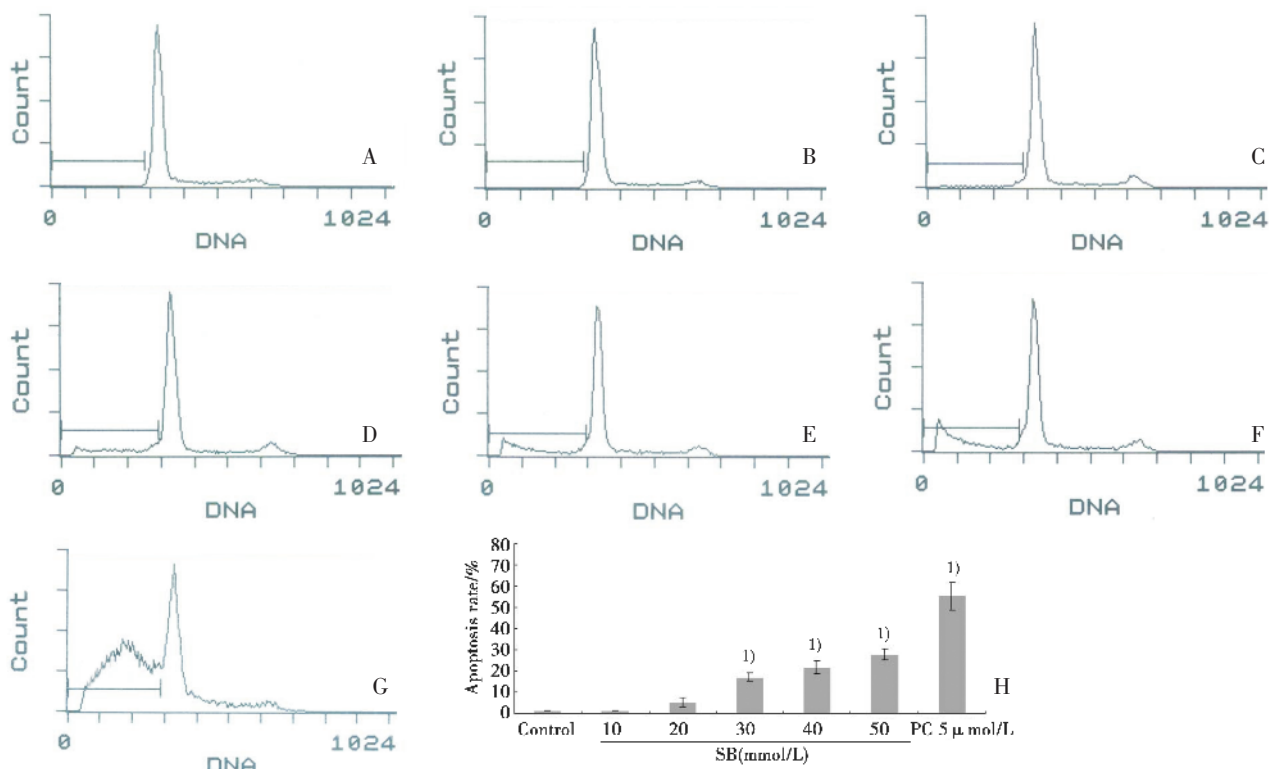 Count
A
0 1024
DNA
Count
B
0 1024
DNA
Count
C
0 1024
DNA
Count
D
0 1024
DNA
Count
E
0 1024
DNA
Count
F
0 1024
DNA
Count
G
0 1024
DNA
Apoptosis rate/%
80
70
60
50
40
30
20
10
0
1)
1)
1)
1)
H
Control 10 20 30 40 50 PC 5 μ mol/L
SB(mmol/L)